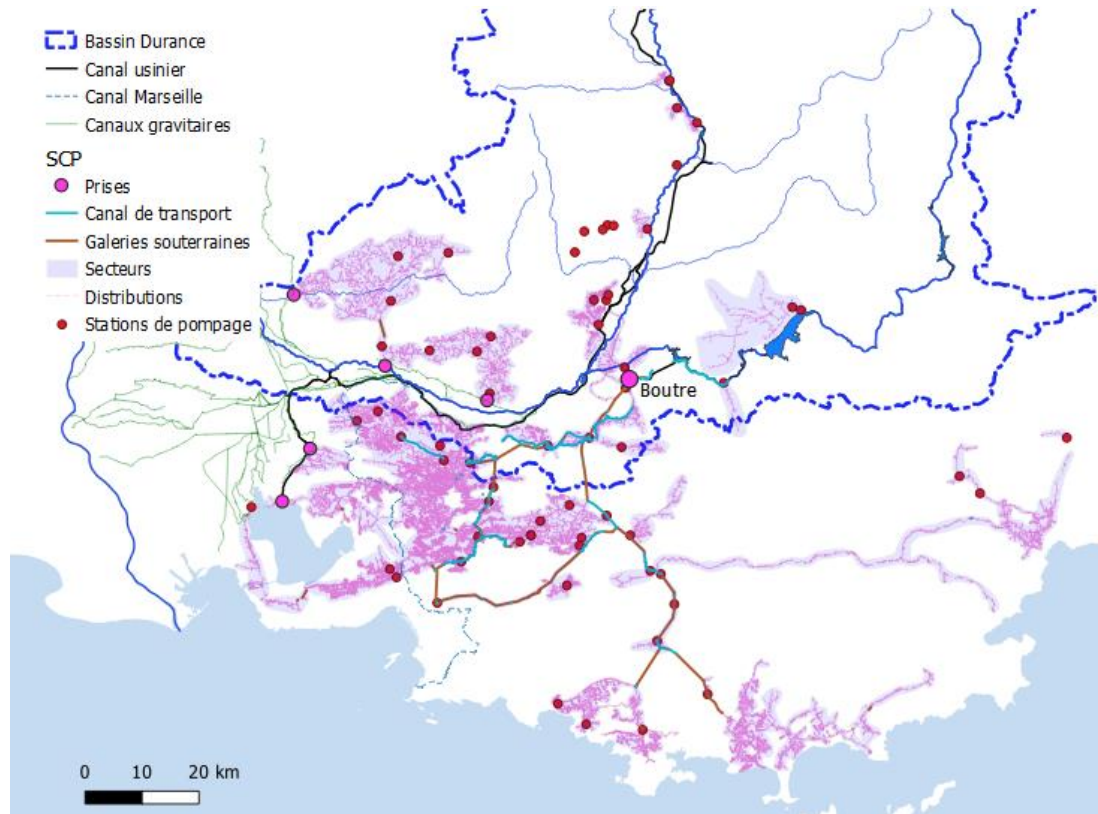 Bassin Durance
Canal usinier
Canal Marseille
Canaux gravitaires
SCP
Prises
Canal de transport
Galeries souterraines
Secteurs
Distributions
Stations de pompage
Boutre
0 10 20 km